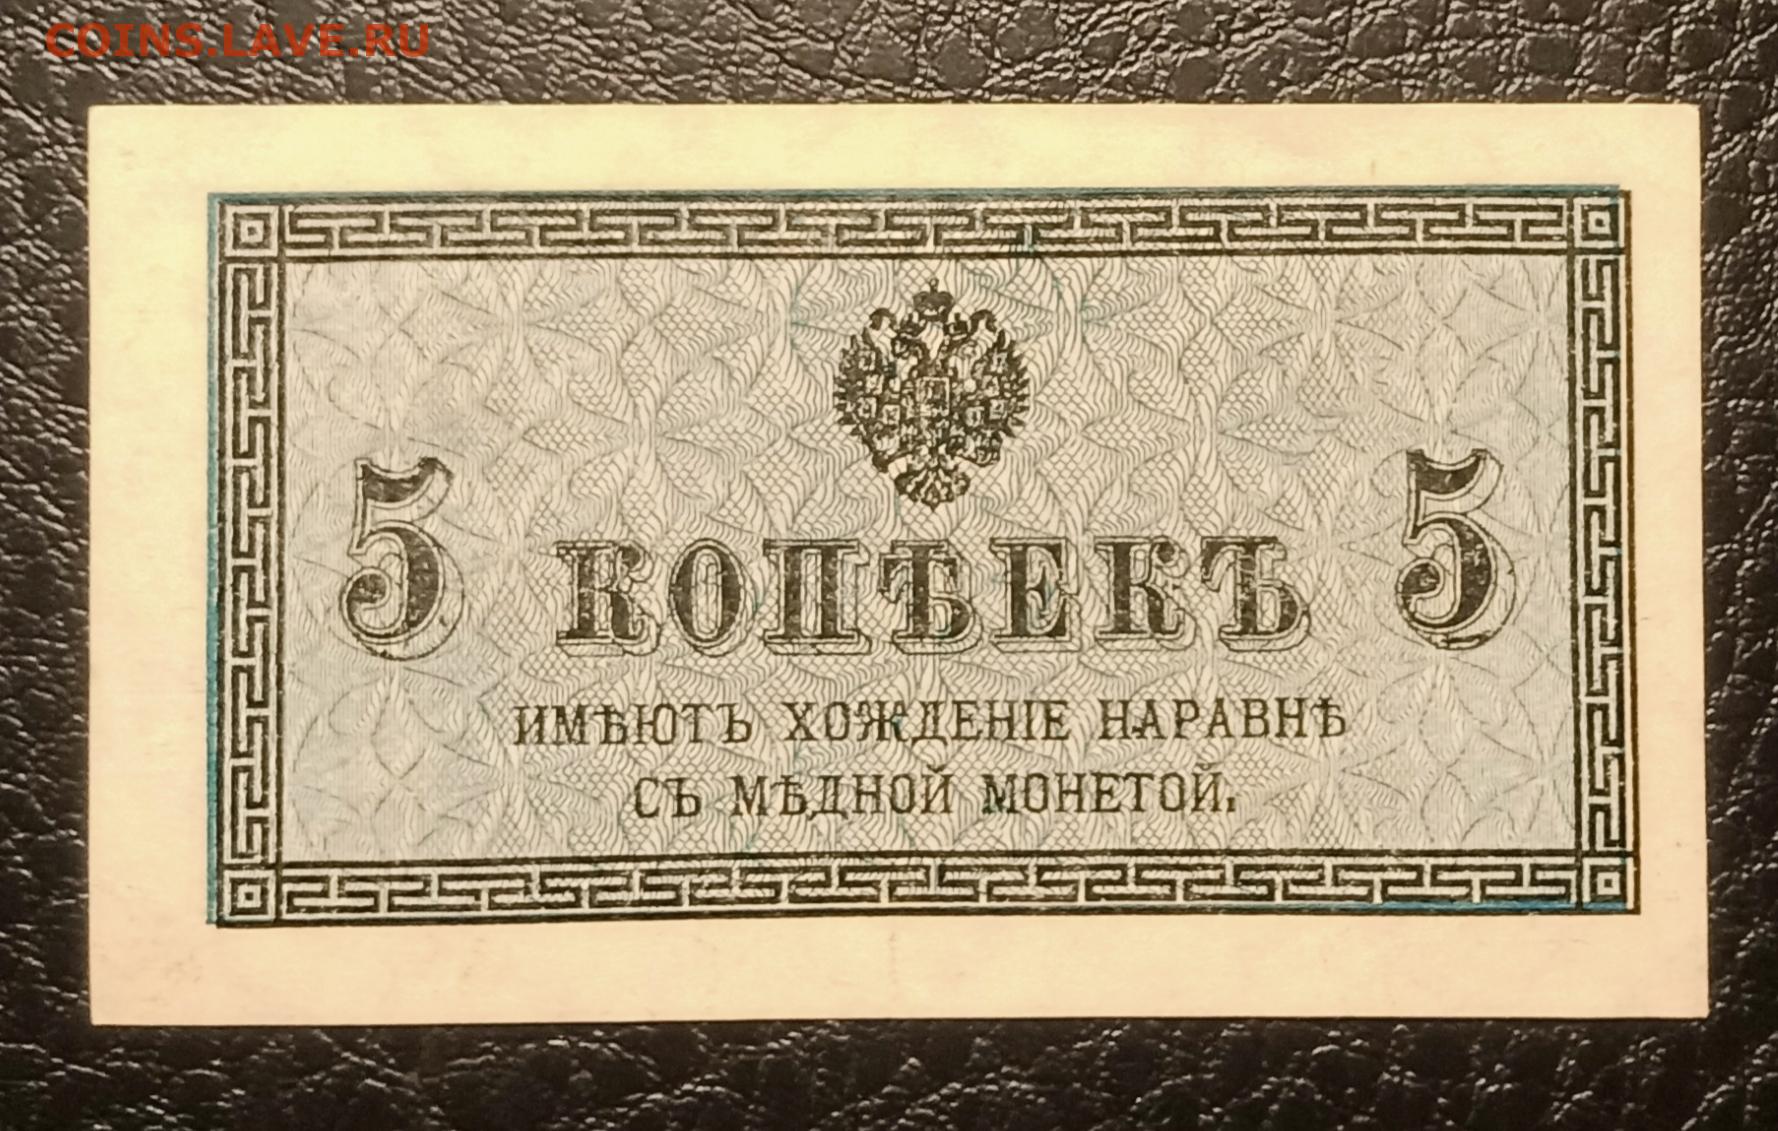 COINS.LAVE.RU
5 КОПѢЕКЪ 5
ИМѢЮТЪ ХОЖДЕНІЕ НАРАВНѢ
СЪ МѢДНОЙ МОНЕТОЙ.